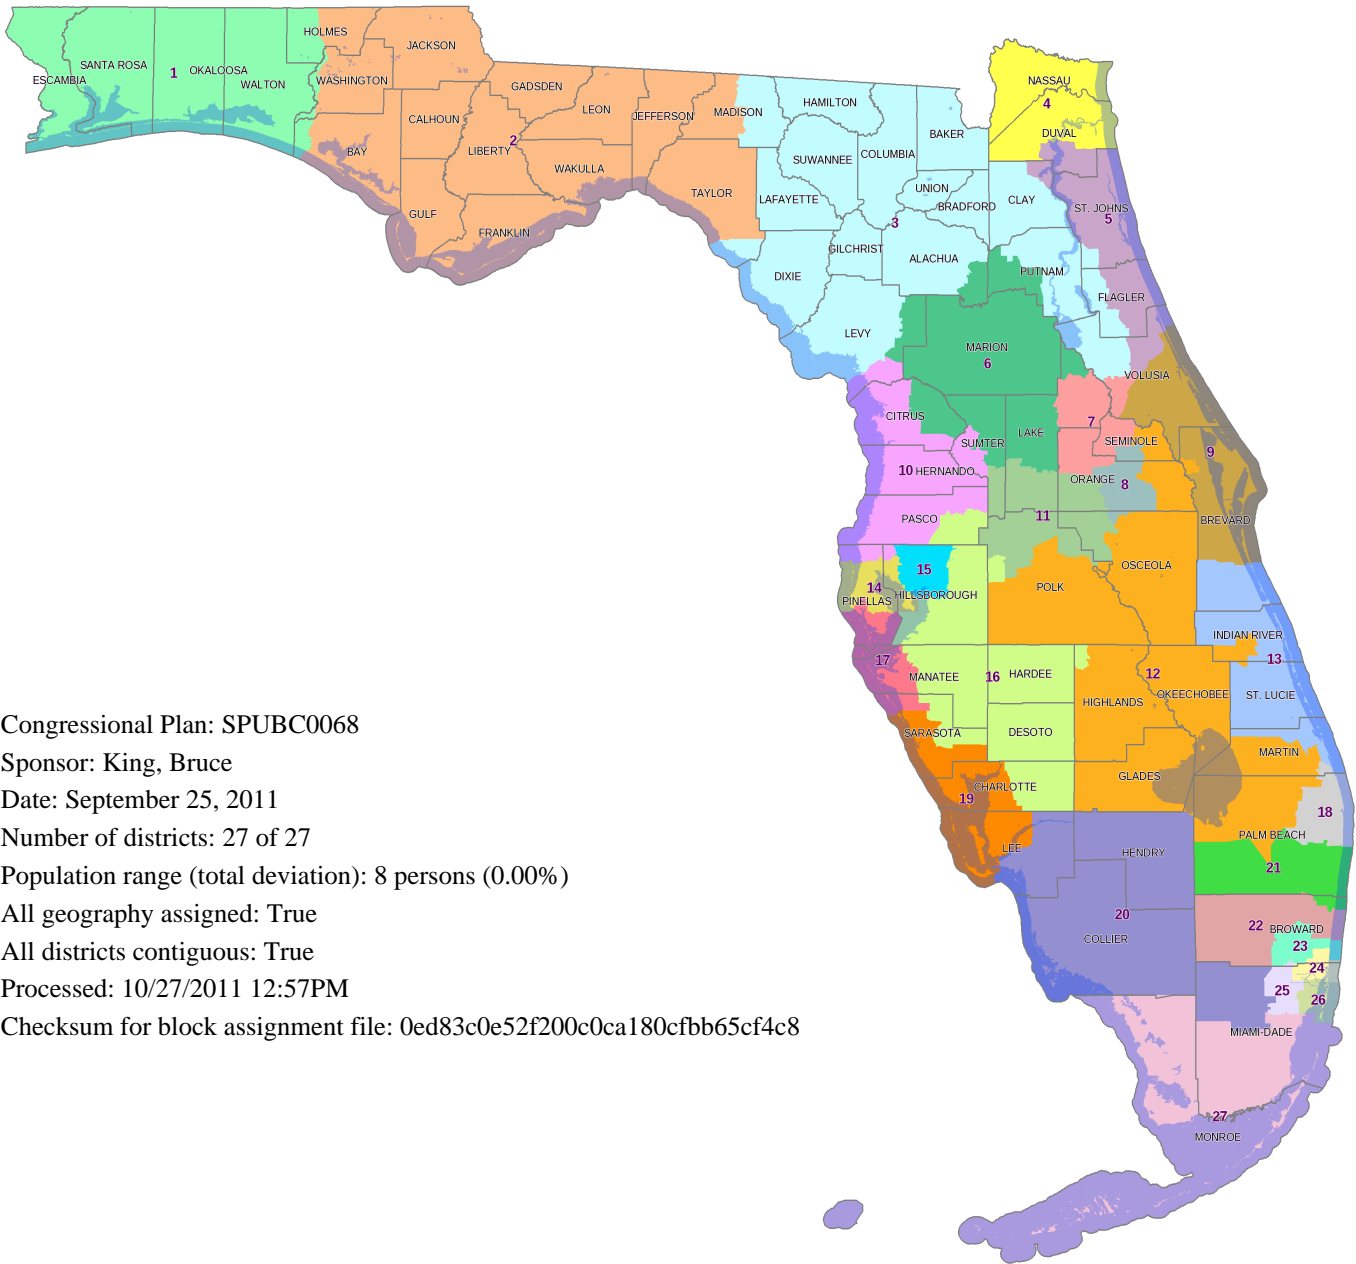 HOLMES
JACKSON
SANTA ROSA
1
OKALOOSA
ESCAMBIA
WALTON
WASHINGTON
GADSDEN
NASSAU
4
LEON
JEFFERSON
MADISON
HAMILTON
CALHOUN
DUVAL
BAKER
BAY
LIBERTY
2
WAKULLA
SUWANNEE
COLUMBIA
TAYLOR
LAFAYETTE
UNION
BRADFORD
CLAY
ST. JOHNS
5
GULF
FRANKLIN
3
GILCHRIST
ALACHUA
DIXIE
PUTNAM
FLAGLER
LEVY
MARION
6
VOLUSIA
CITRUS
SUMTER
LAKE
7
SEMINOLE
9
10
HERNANDO
ORANGE
8
PASCO
11
BREVARD
15
OSCEOLA
14
PINELLAS
HILLSBOROUGH
POLK
INDIAN RIVER
17
13
MANATEE
16
HARDEE
12
HIGHLANDS
OKEECHOBEE
ST. LUCIE
SARASOTA
DESOTO
MARTIN
GLADES
CHARLOTTE
19
18
PALM BEACH
LEE
HENDRY
21
20
22
BROWARD
COLLIER
23
24
25
26
MIAMI-DADE
27
MONROE
Congressional Plan: SPUBC0068
Sponsor: King, Bruce
Date: September 25, 2011
Number of districts: 27 of 27
Population range (total deviation): 8 persons (0.00%)
All geography assigned: True
All districts contiguous: True
Processed: 10/27/2011 12:57PM
Checksum for block assignment file: 0ed83c0e52f200c0ca180cfbb65cf4c8